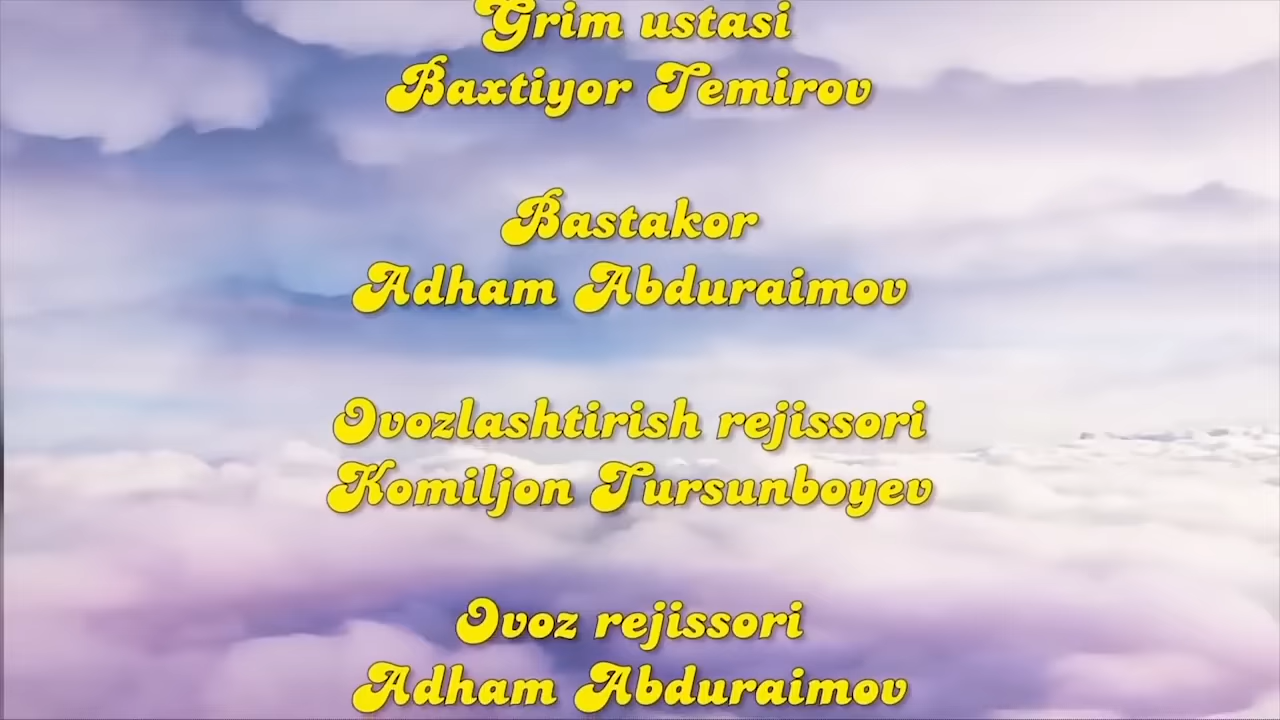 Grim ustasi
Baxtiyor Temirov
Bastakor
Adham Abduraimov
Ovozlashtirish rejissori
Komiljon Tursunboyev
Ovoz rejissori
Adham Abduraimov